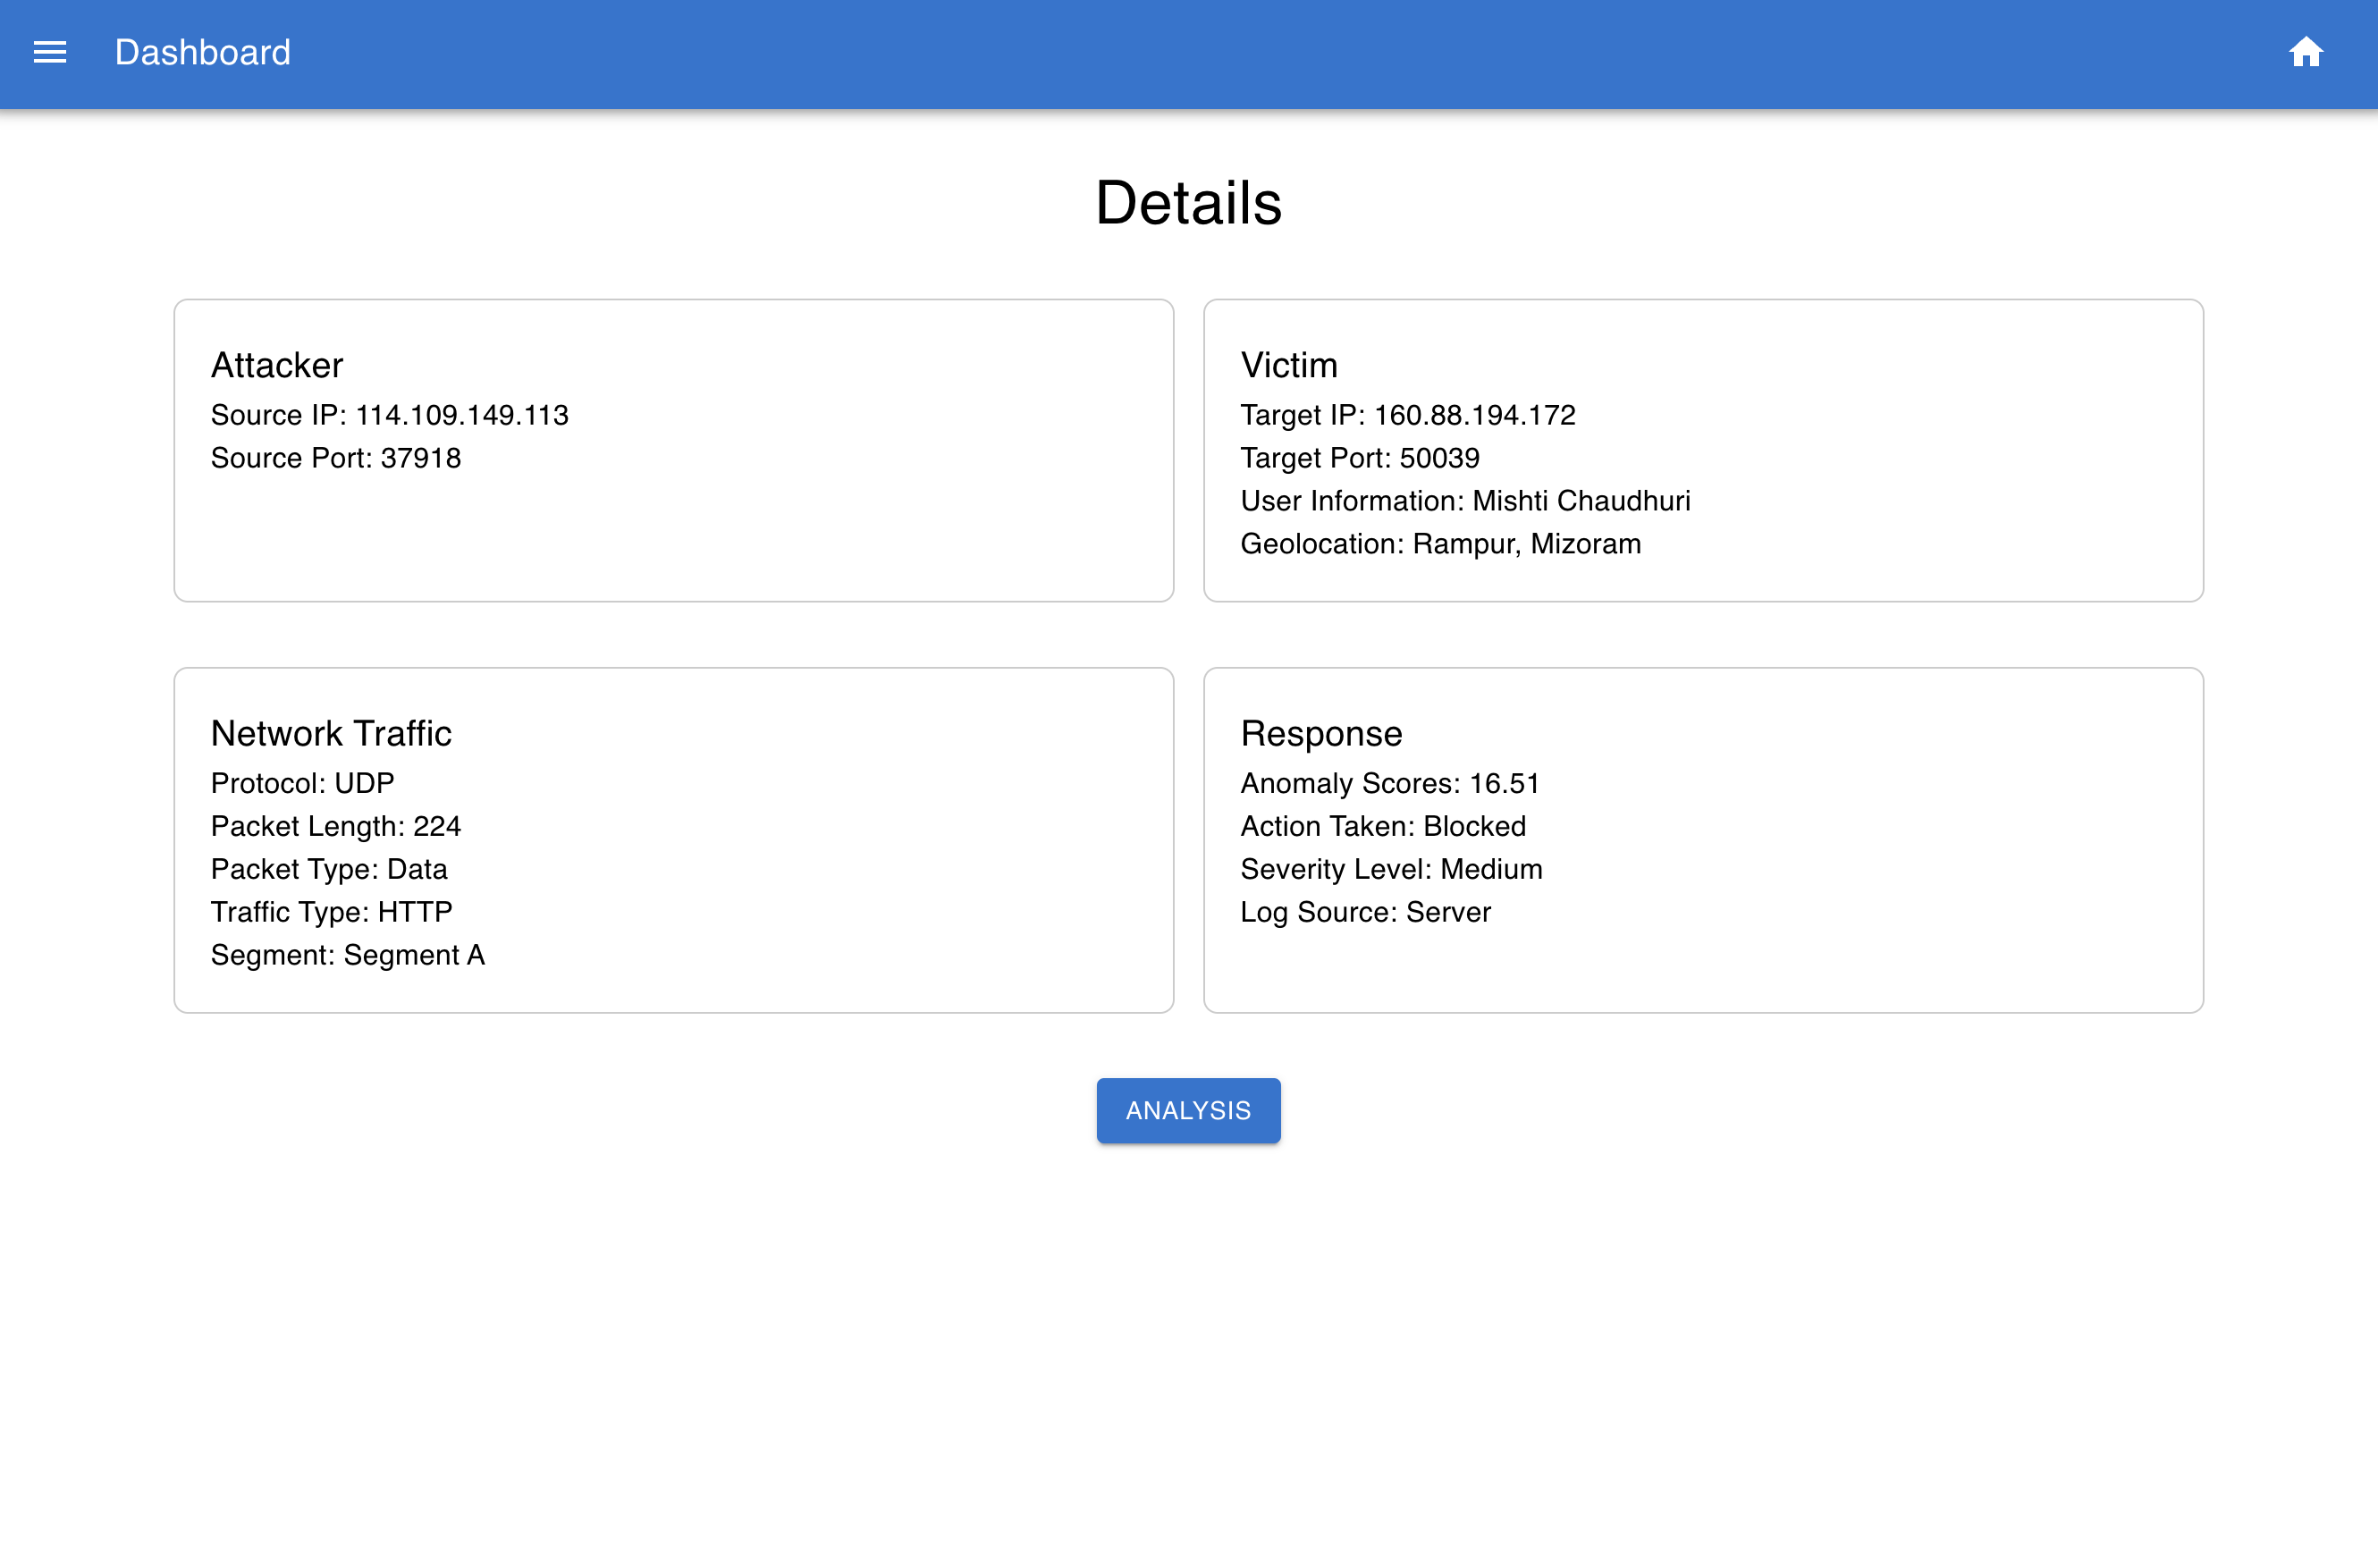 Dashboard
Details
Attacker
Source IP: 114.109.149.113
Source Port: 37918
Victim
Target IP: 160.88.194.172
Target Port: 50039
User Information: Mishti Chaudhuri
Geolocation: Rampur, Mizoram
Network Traffic
Protocol: UDP
Packet Length: 224
Packet Type: Data
Traffic Type: HTTP
Segment: Segment A
Response
Anomaly Scores: 16.51
Action Taken: Blocked
Severity Level: Medium
Log Source: Server
ANALYSIS